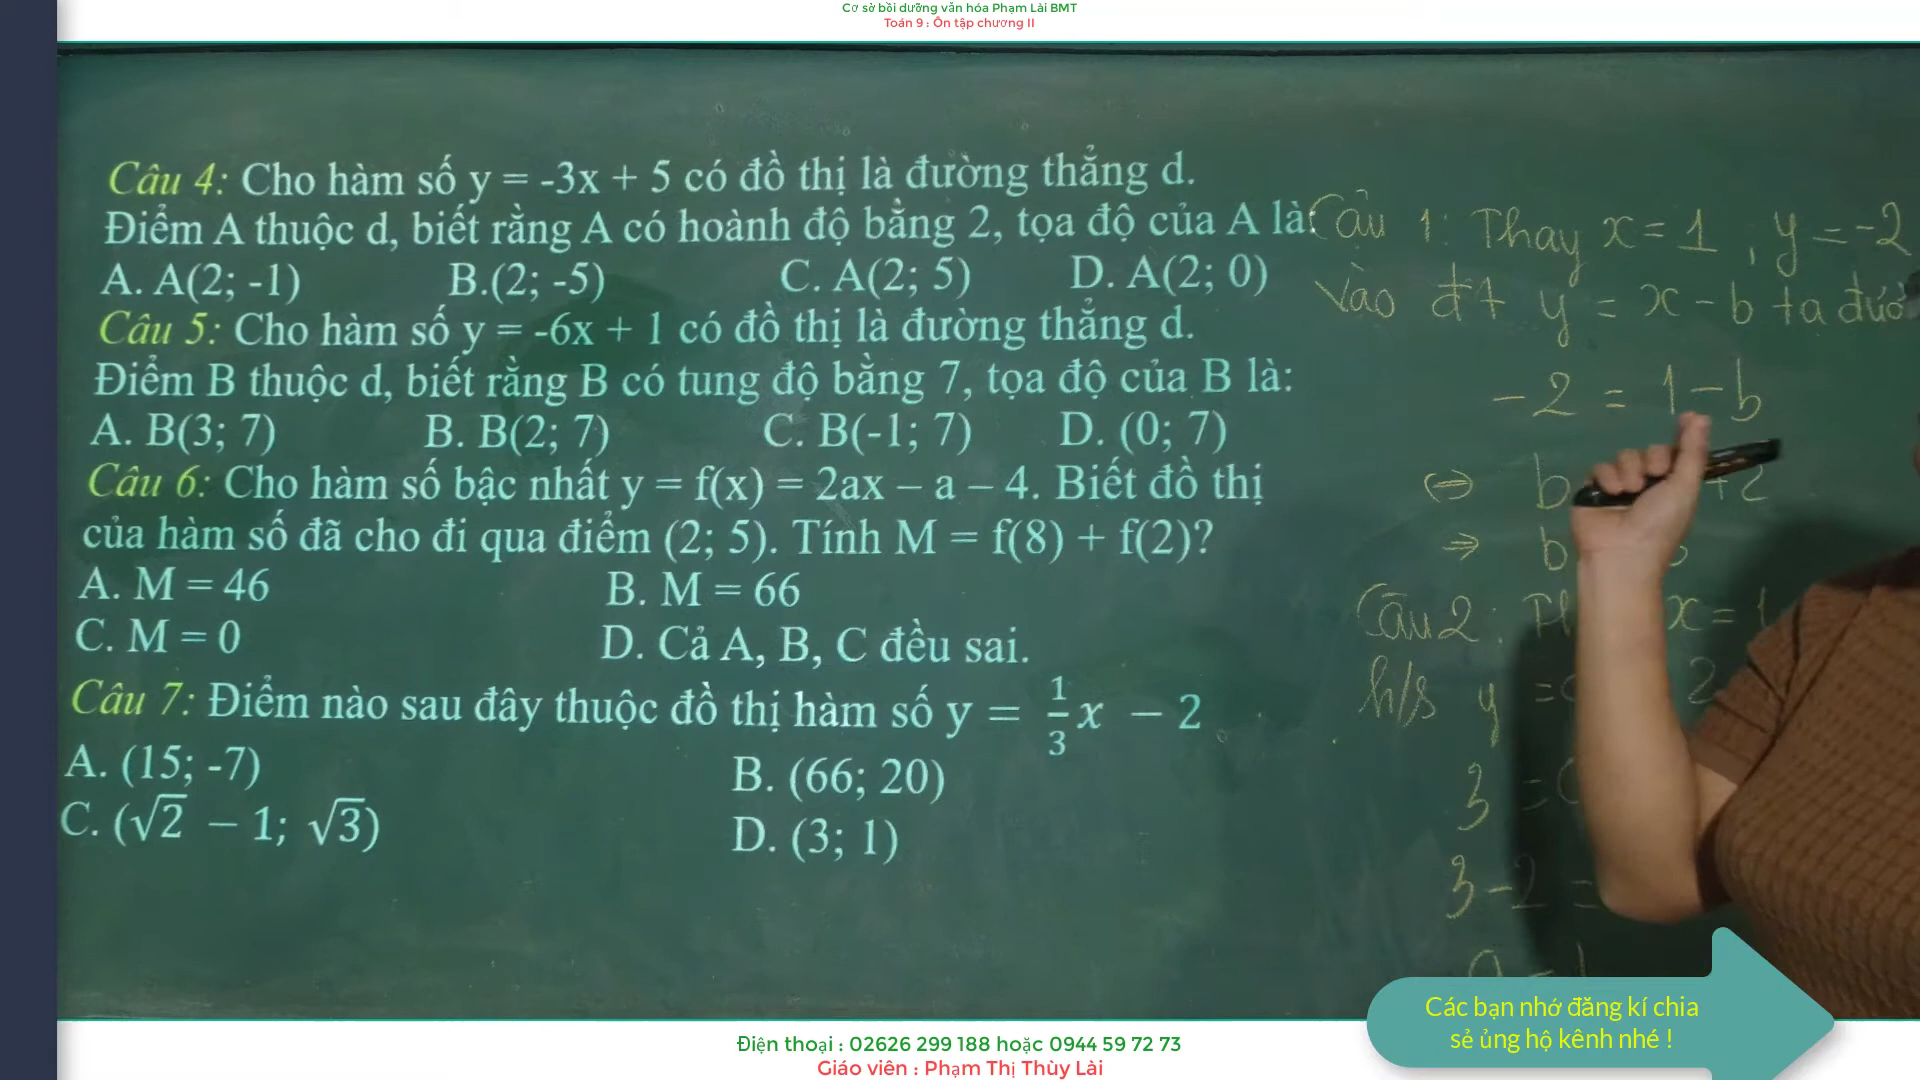 Cơ sở bồi dưỡng văn hóa Phạm Lài BMT
Toán 9 : Ôn tập chương II
Câu 4: Cho hàm số y = -3x + 5 có đồ thị là đường thẳng d.
Điểm A thuộc d, biết rằng A có hoành độ bằng 2, tọa độ của A là:
A. A(2; -1) B.(2; -5) C. A(2; 5) D. A(2; 0)
Câu 5: Cho hàm số y = -6x + 1 có đồ thị là đường thẳng d.
Điểm B thuộc d, biết rằng B có tung độ bằng 7, tọa độ của B là:
A. B(3; 7) B. B(2; 7) C. B(-1; 7) D. (0; 7)
Câu 6: Cho hàm số bậc nhất y = f(x) = 2ax – a – 4. Biết đồ thị
của hàm số đã cho đi qua điểm (2; 5). Tính M = f(8) + f(2)?
A. M = 46 B. M = 66
C. M = 0 D. Cả A, B, C đều sai.
Câu 7: Điểm nào sau đây thuộc đồ thị hàm số y = 1/3 x – 2
A. (15; -7) B. (66; 20)
C. (√2 – 1; √3) D. (3; 1)
Câu 1: Thay x = 1, y = -2
vào đt y = x - b ta
-2 = 1 - b
⇔ b +2
⇒ b
Câu 2: x = 1
h/s y = 2
3 =
3 - 2 =
Các bạn nhớ đăng kí chia
sẻ ủng hộ kênh nhé !
Điện thoại : 02626 299 188 hoặc 0944 59 72 73
Giáo viên : Phạm Thị Thùy Lài